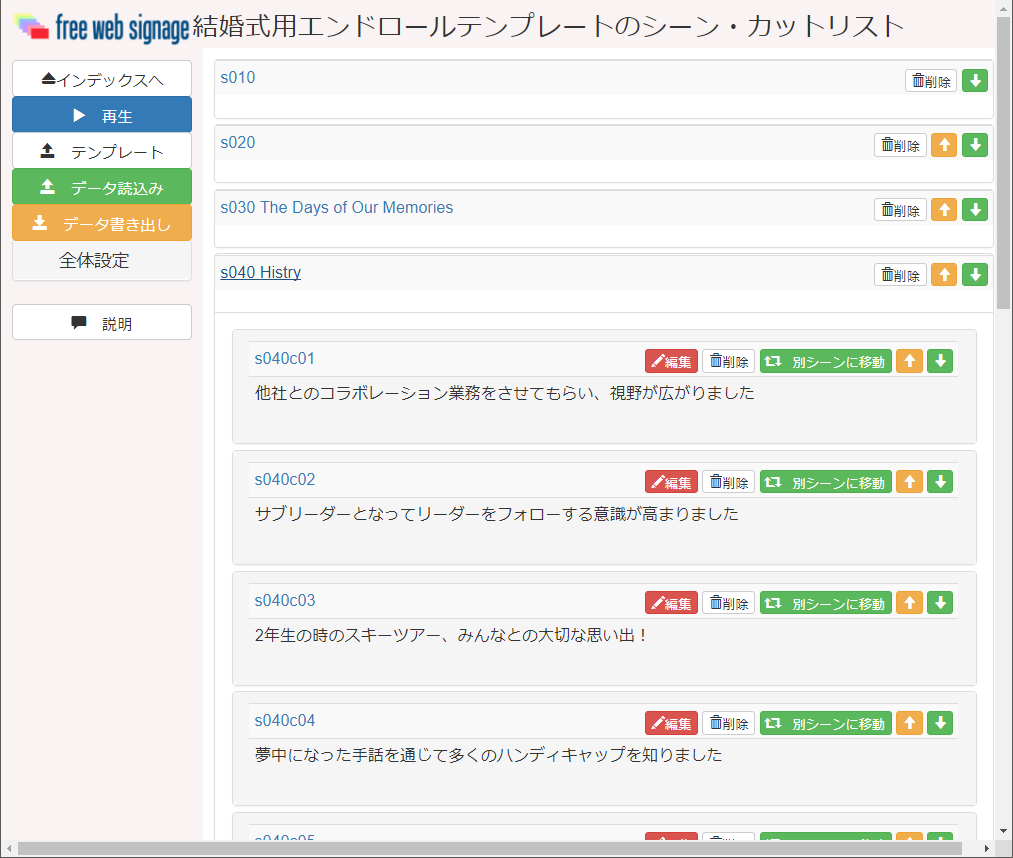 free web signage 結婚式用エンドロールテンプレートのシーン・カットリスト
インデックスへ
再生
テンプレート
データ読込み
データ書き出し
全体設定
説明
s010 削除
s020 削除
s030 The Days of Our Memories 削除
s040 Histry 削除
s040c01 編集 削除 別シーンに移動
他社とのコラボレーション業務をさせてもらい、視野が広がりました
s040c02 編集 削除 別シーンに移動
サブリーダーとなってリーダーをフォローする意識が高まりました
s040c03 編集 削除 別シーンに移動
2年生の時のスキーツアー、みんなとの大切な思い出！
s040c04 編集 削除 別シーンに移動
夢中になった手話を通じて多くのハンディキャップを知りました